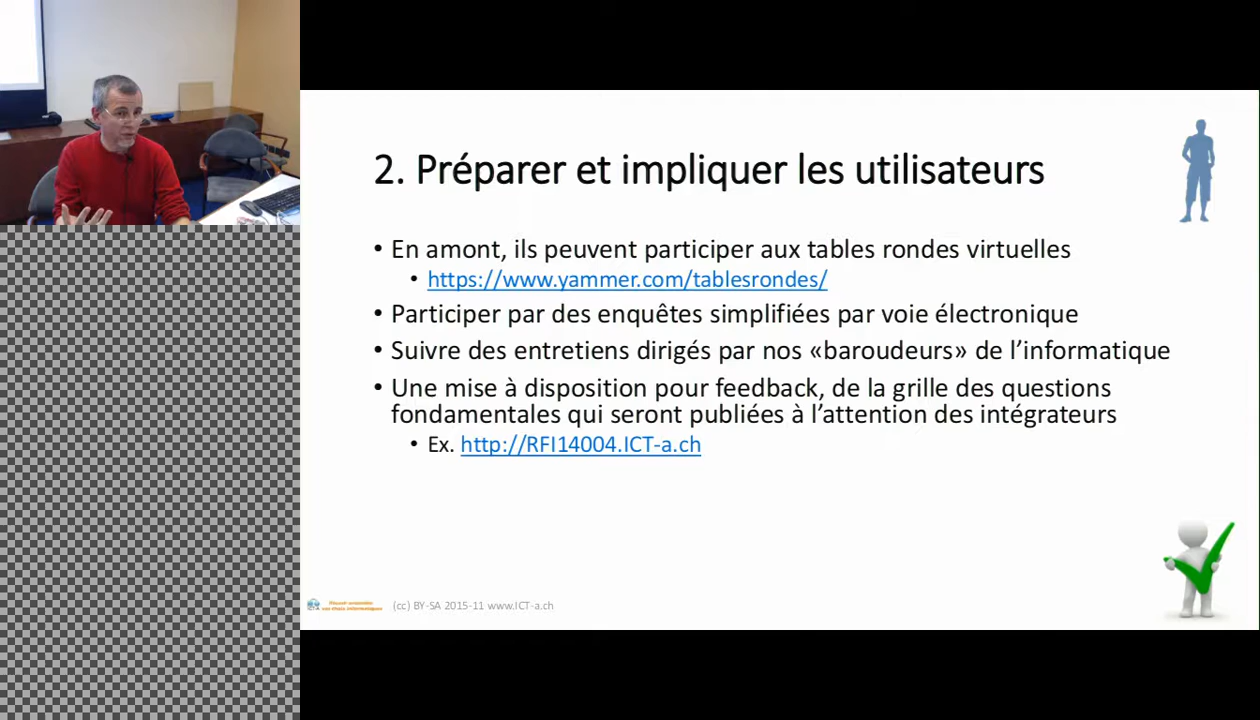 2. Préparer et impliquer les utilisateurs
• En amont, ils peuvent participer aux tables rondes virtuelles
• https://www.yammer.com/tablesrondes/
• Participer par des enquêtes simplifiées par voie électronique
• Suivre des entretiens dirigés par nos «baroudeurs» de l’informatique
• Une mise à disposition pour feedback, de la grille des questions
fondamentales qui seront publiées à l’attention des intégrateurs
• Ex. http://RFI14004.ICT-a.ch
(cc) BY-SA 2015-11 www.ICT-a.ch